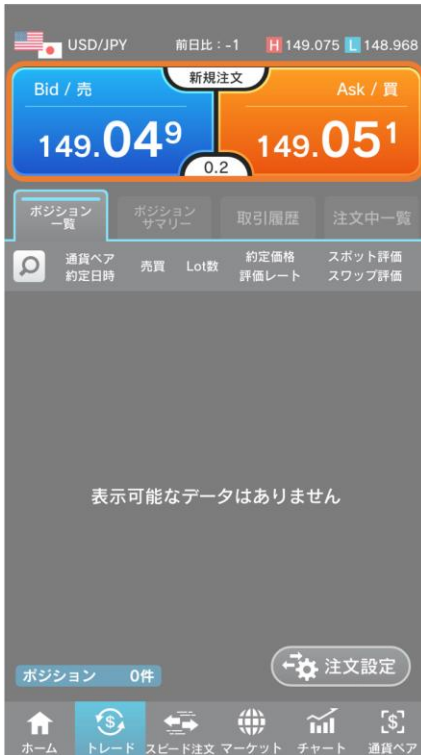 USD/JPY 前日比：-1 H 149.075 L 148.968
新規注文
Bid / 売 Ask / 買
149.049 149.051
0.2
ポジション一覧 ポジションサマリー 取引履歴 注文中一覧
通貨ペア 売買 Lot数 約定価格 スポット評価
約定日時 評価レート スワップ評価
表示可能なデータはありません
注文設定
ポジション 0件
ホーム トレード スピード注文 マーケット チャート 通貨ペア